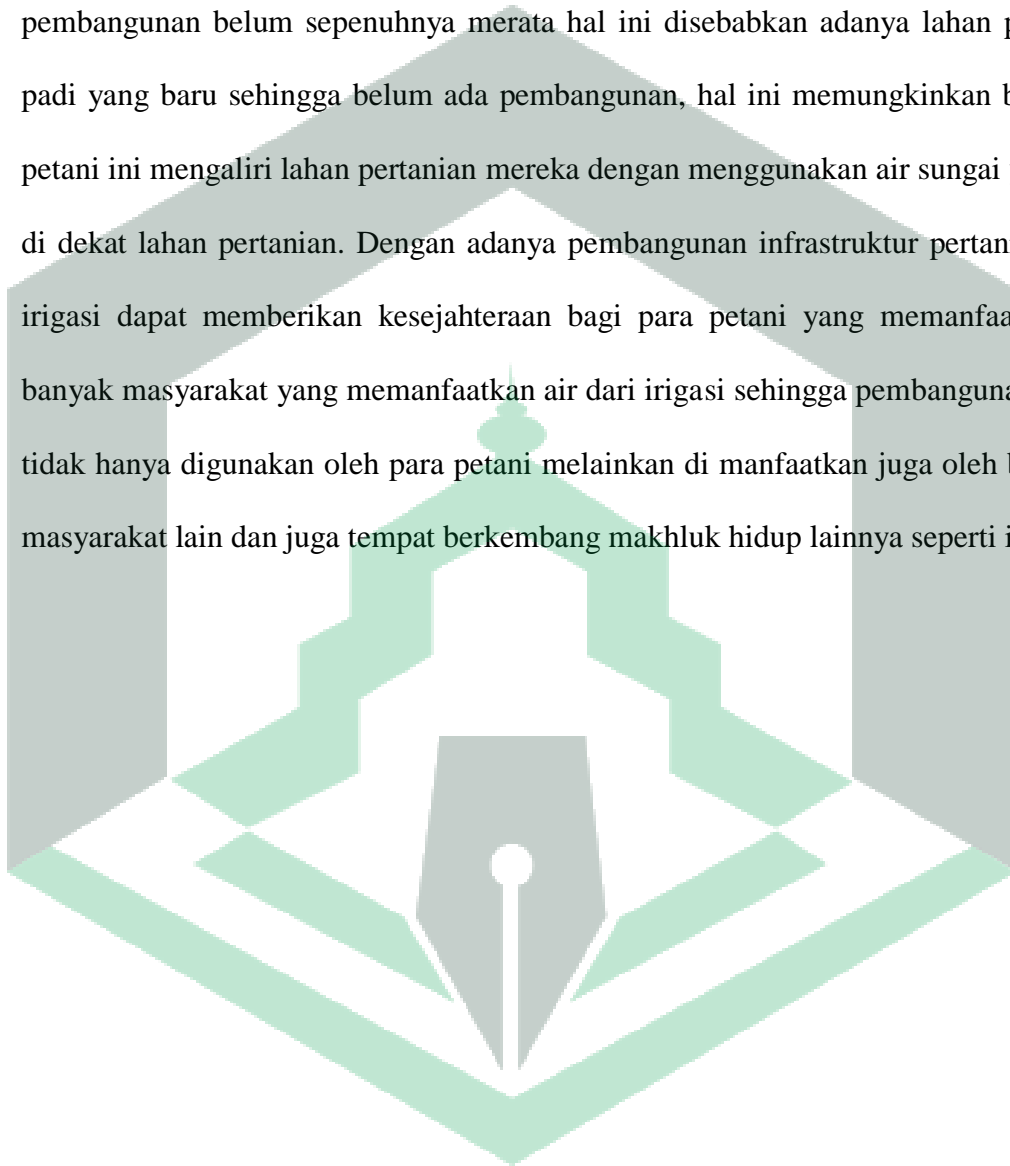 pembangunan belum sepenuhnya merata hal ini disebabkan adanya lahan
padi yang baru sehingga belum ada pembangunan, hal ini memungkinkan
petani ini mengaliri lahan pertanian mereka dengan menggunakan air sungai
di dekat lahan pertanian. Dengan adanya pembangunan infrastruktur
irigasi dapat memberikan kesejahteraan bagi para petani yang
banyak masyarakat yang memanfaatkan air dari irigasi sehingga
tidak hanya digunakan oleh para petani melainkan di manfaatkan juga oleh
masyarakat lain dan juga tempat berkembang makhluk hidup lainnya seperti